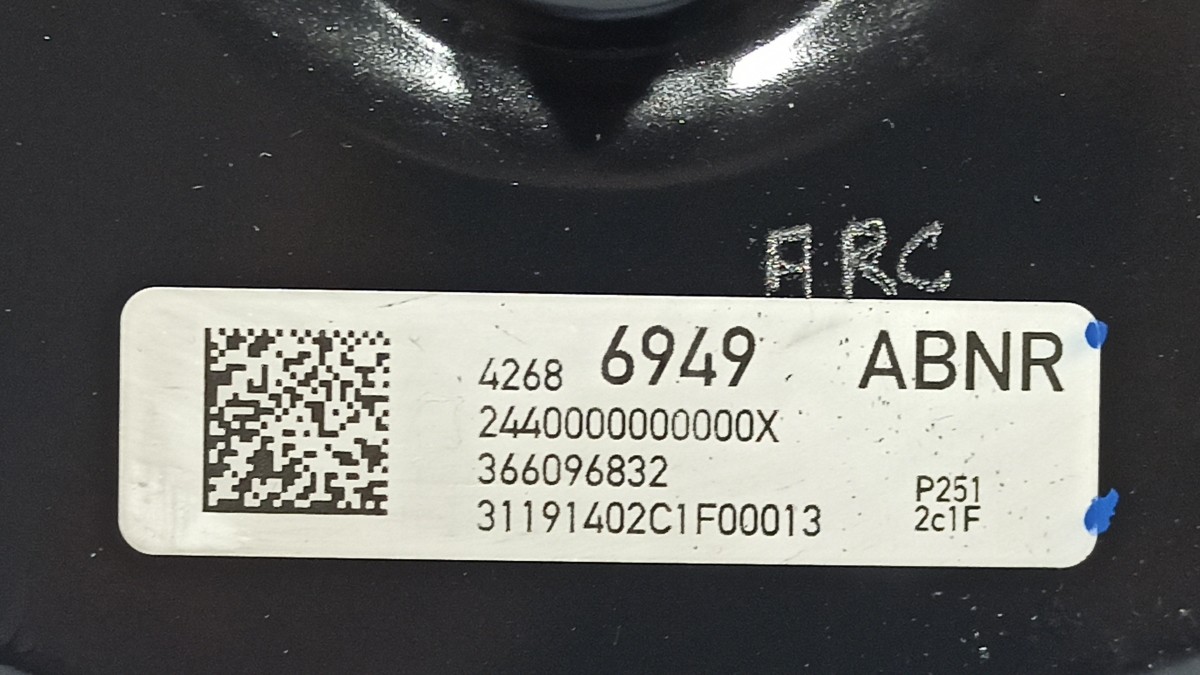 ARC
4268 6949 ABNR
2440000000000X
366096832
31191402C1F00013
P251
2c1F